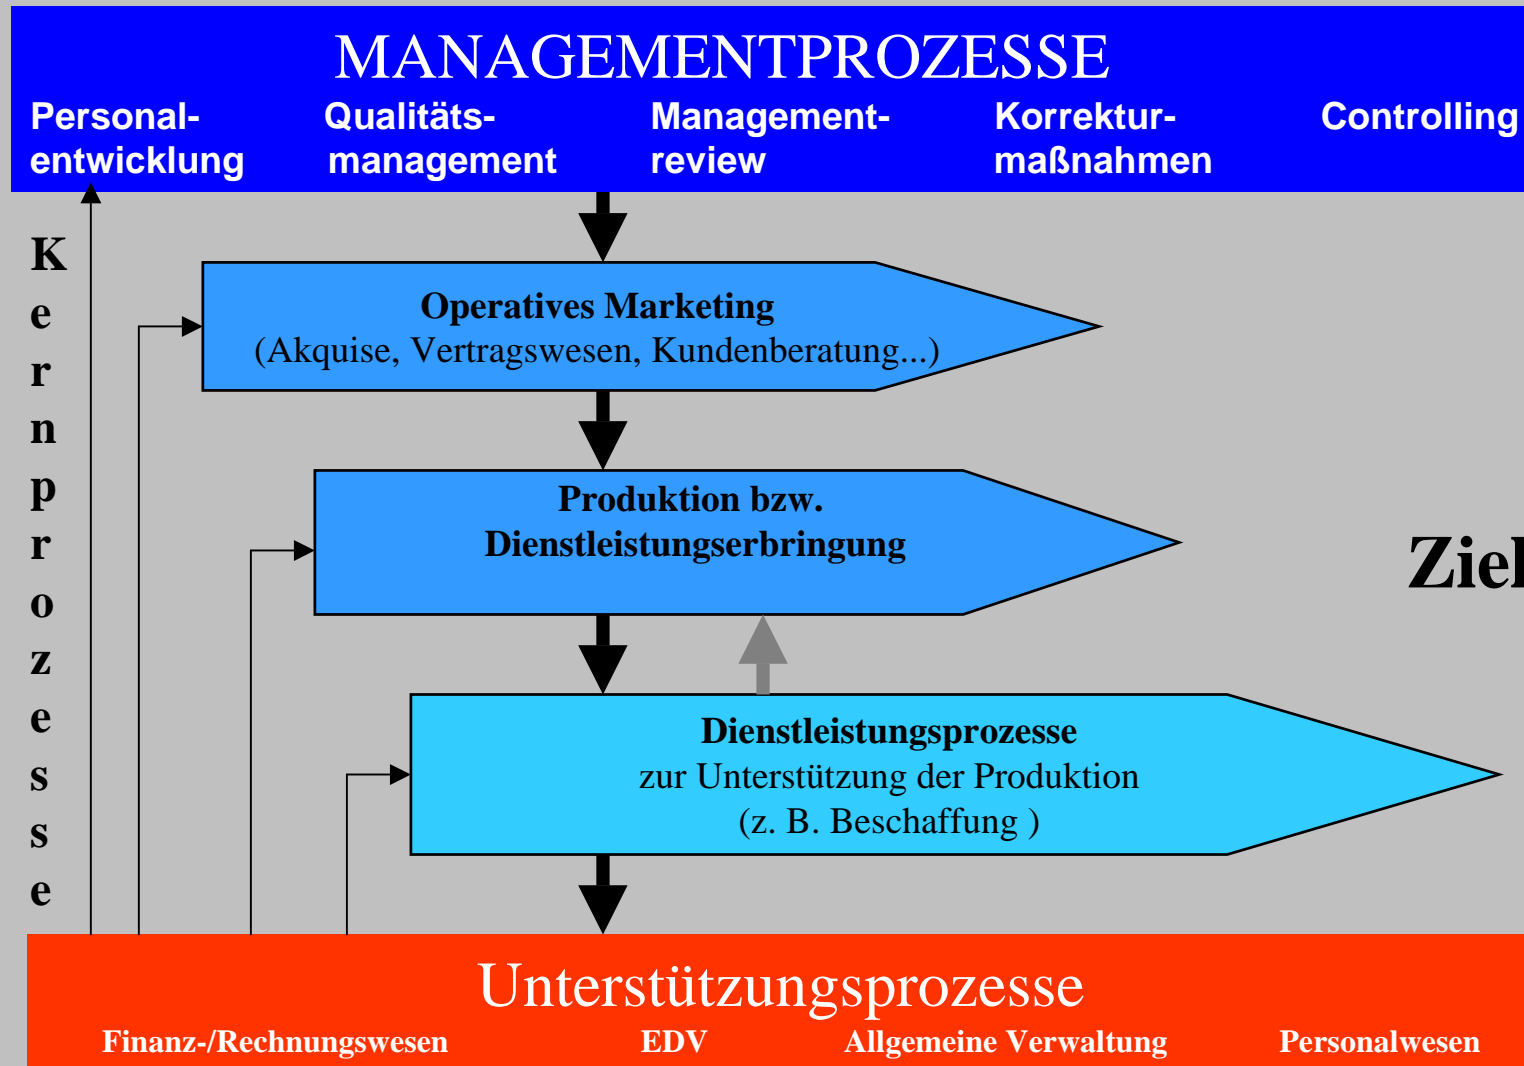 MANAGEMENTPROZESSE
Personal-
entwicklung
Qualitäts-
management
Management-
review
Korrektur-
maßnahmen
Controlling
Kernprozesse
Operatives Marketing
(Akquise, Vertragswesen, Kundenberatung...)
Produktion bzw.
Dienstleistungserbringung
Dienstleistungsprozesse
zur Unterstützung der Produktion
(z. B. Beschaffung )
Unterstützungsprozesse
Finanz-/Rechnungswesen EDV Allgemeine Verwaltung Personalwesen